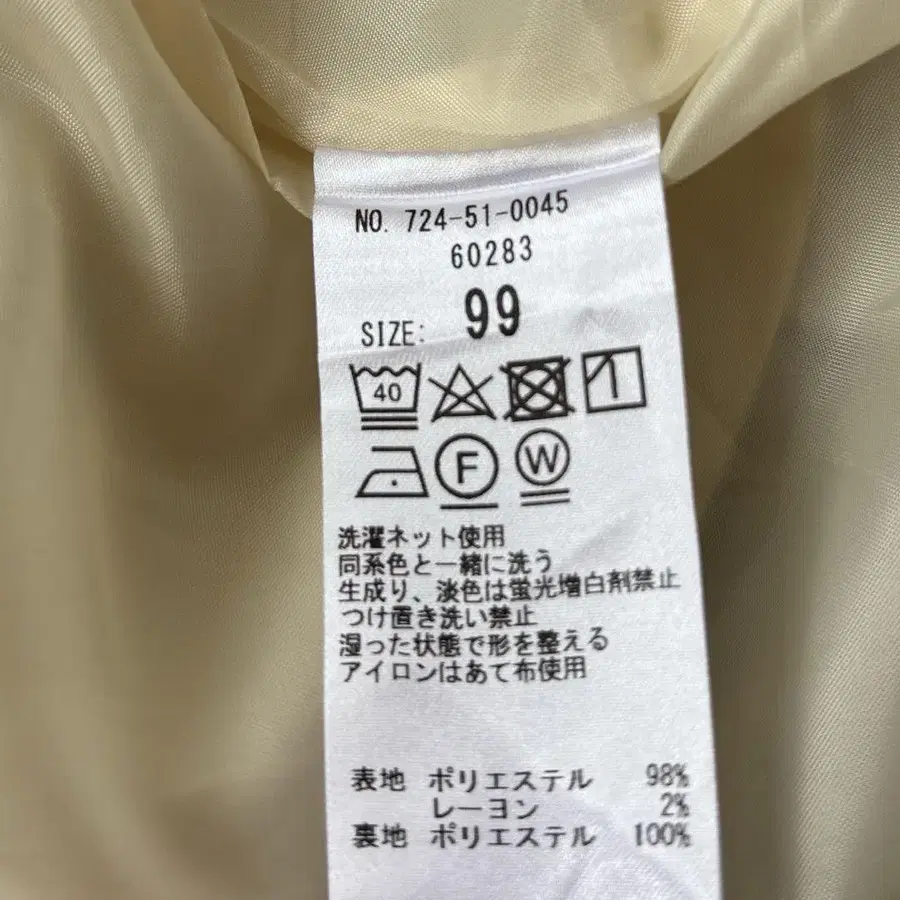 NO. 724-51-0045
60283
SIZE: 99
40
F W
洗濯ネット使用
同系色と一緒に洗う
生成り、淡色は蛍光増白剤禁止
つけ置き洗い禁止
湿った状態で形を整える
アイロンはあて布使用
表地 ポリエステル 98%
レーヨン 2%
裏地 ポリエステル 100%